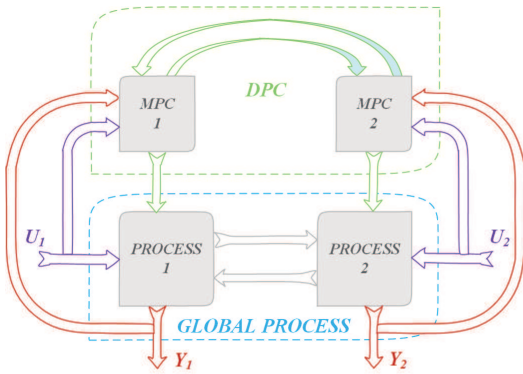 DPC
MPC
1
MPC
2
U1
U2
PROCESS
1
PROCESS
2
GLOBAL PROCESS
Y1
Y2